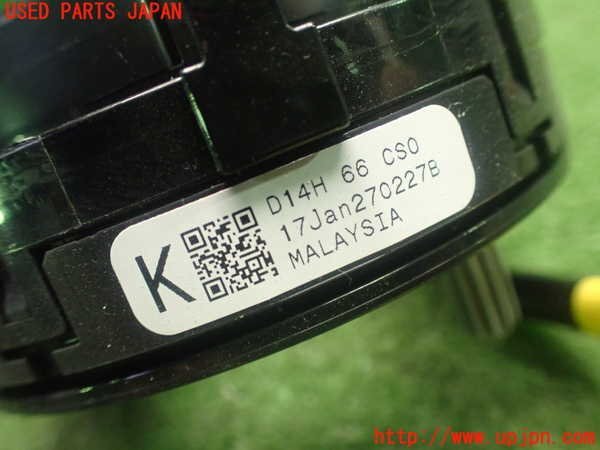 USED PARTS JAPAN
K
D14H 66 CS0
17Jan270227B
MALAYSIA
http://www.upjpn.com/